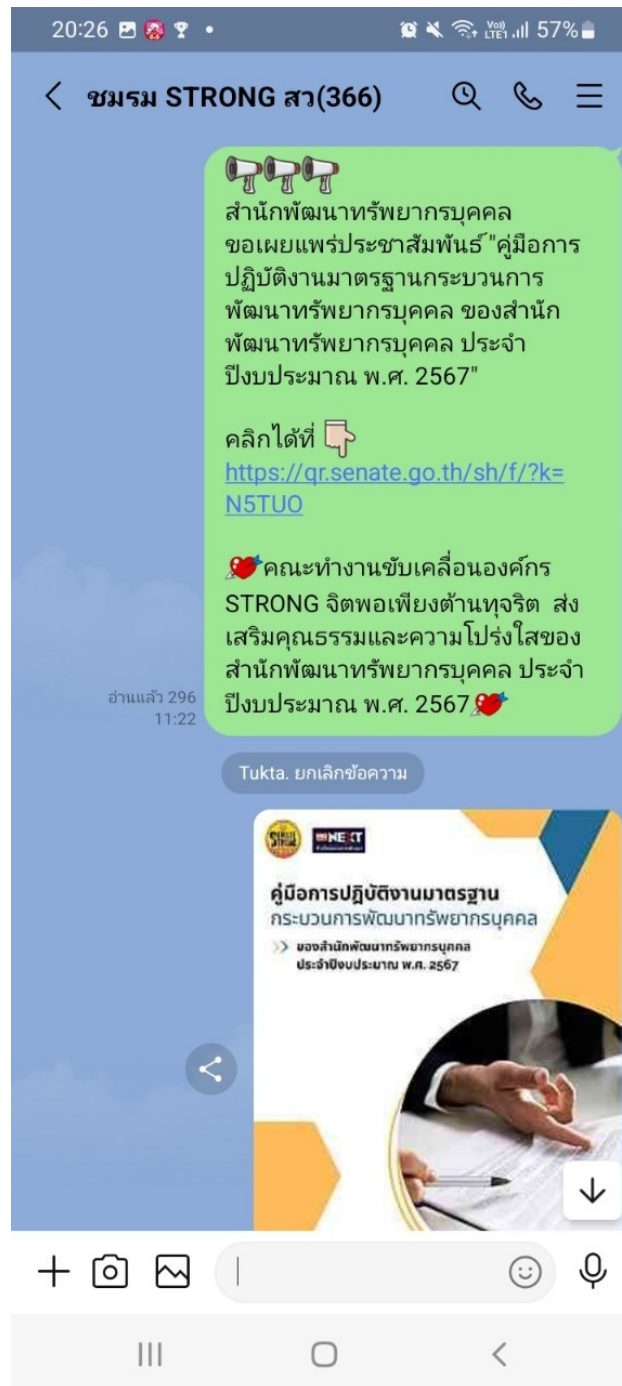 20:26
57%
ชมรม STRONG สว(366)
สำนักพัฒนาทรัพยากรบุคคล
ขอเผยแพร่ประชาสัมพันธ์ "คู่มือการ
ปฏิบัติงานมาตรฐานกระบวนการ
พัฒนาทรัพยากรบุคคล ของสำนัก
พัฒนาทรัพยากรบุคคล ประจำ
ปีงบประมาณ พ.ศ. 2567"
คลิกได้ที่
https://qr.senate.go.th/sh/f/?k=
N5TUO
คณะทำงานขับเคลื่อนองค์กร
STRONG จิตพอเพียงต้านทุจริต ส่ง
เสริมคุณธรรมและความโปร่งใสของ
สำนักพัฒนาทรัพยากรบุคคล ประจำ
ปีงบประมาณ พ.ศ. 2567
อ่านแล้ว 296
11:22
Tukta. ยกเลิกข้อความ
NEXT
คู่มือการปฏิบัติงานมาตรฐาน
กระบวนการพัฒนาทรัพยากรบุคคล
ของสำนักพัฒนาทรัพยากรบุคคล
ประจำปีงบประมาณ พ.ศ. 2567